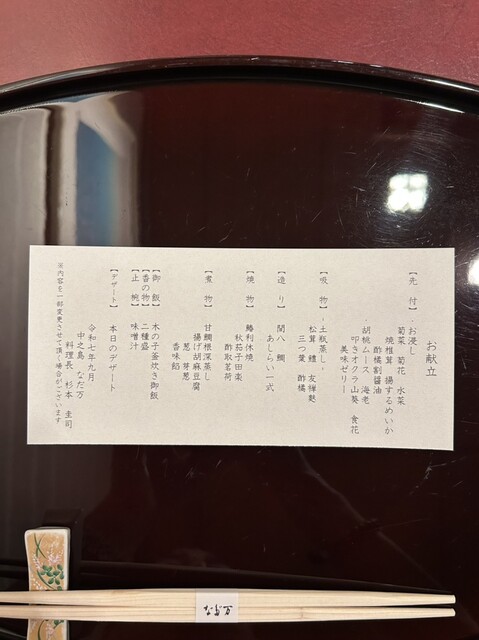 お献立
【先 付】・お浸し
菊菜 菊花 水菜
焼椎茸 揚するめいか
酢橘割醤油
・胡桃ムース 海老
叩きオクラ山葵 食花
美味ゼリー
【吸 物】-土瓶蒸し-
松茸 鱧 友禅麩
三つ葉 酢橘
【造 り】間八 鯛
あしらい一式
【焼 物】鰆利休焼
秋茄子田楽
酢取茗荷
【煮 物】甘鯛根深蒸し
揚げ胡麻豆腐
葱 芽葱
香味餡
【御 飯】木の子釜炊き御飯
【香の物】二種盛
【止 椀】味噌汁
【デザート】本日のデザート
令和七年九月
中之島 なだ万
料理長 杉本 圭司
※内容を一部変更させて頂く場合がございます